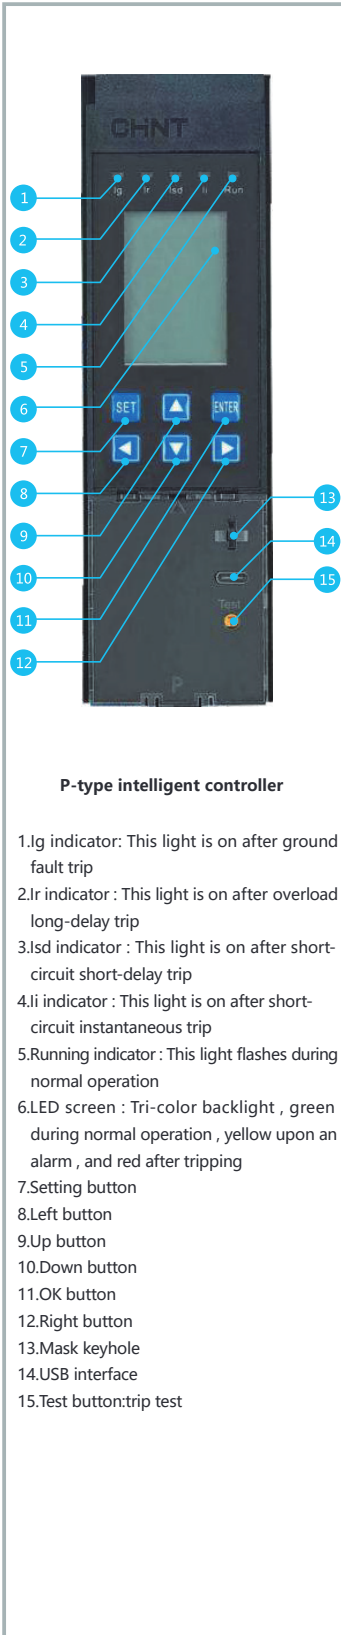 CHNT
Ig Ir Isd Ii Run
1
2
3
4
5
6
7
8
9
10
11
12
SET ENTER
13
14
15
Test
P
P-type intelligent controller
1.Ig indicator: This light is on after ground
fault trip
2.Ir indicator : This light is on after overload
long-delay trip
3.Isd indicator : This light is on after short-
circuit short-delay trip
4.Ii indicator : This light is on after short-
circuit instantaneous trip
5.Running indicator : This light flashes during
normal operation
6.LED screen : Tri-color backlight , green
during normal operation , yellow upon an
alarm , and red after tripping
7.Setting button
8.Left button
9.Up button
10.Down button
11.OK button
12.Right button
13.Mask keyhole
14.USB interface
15.Test button:trip test